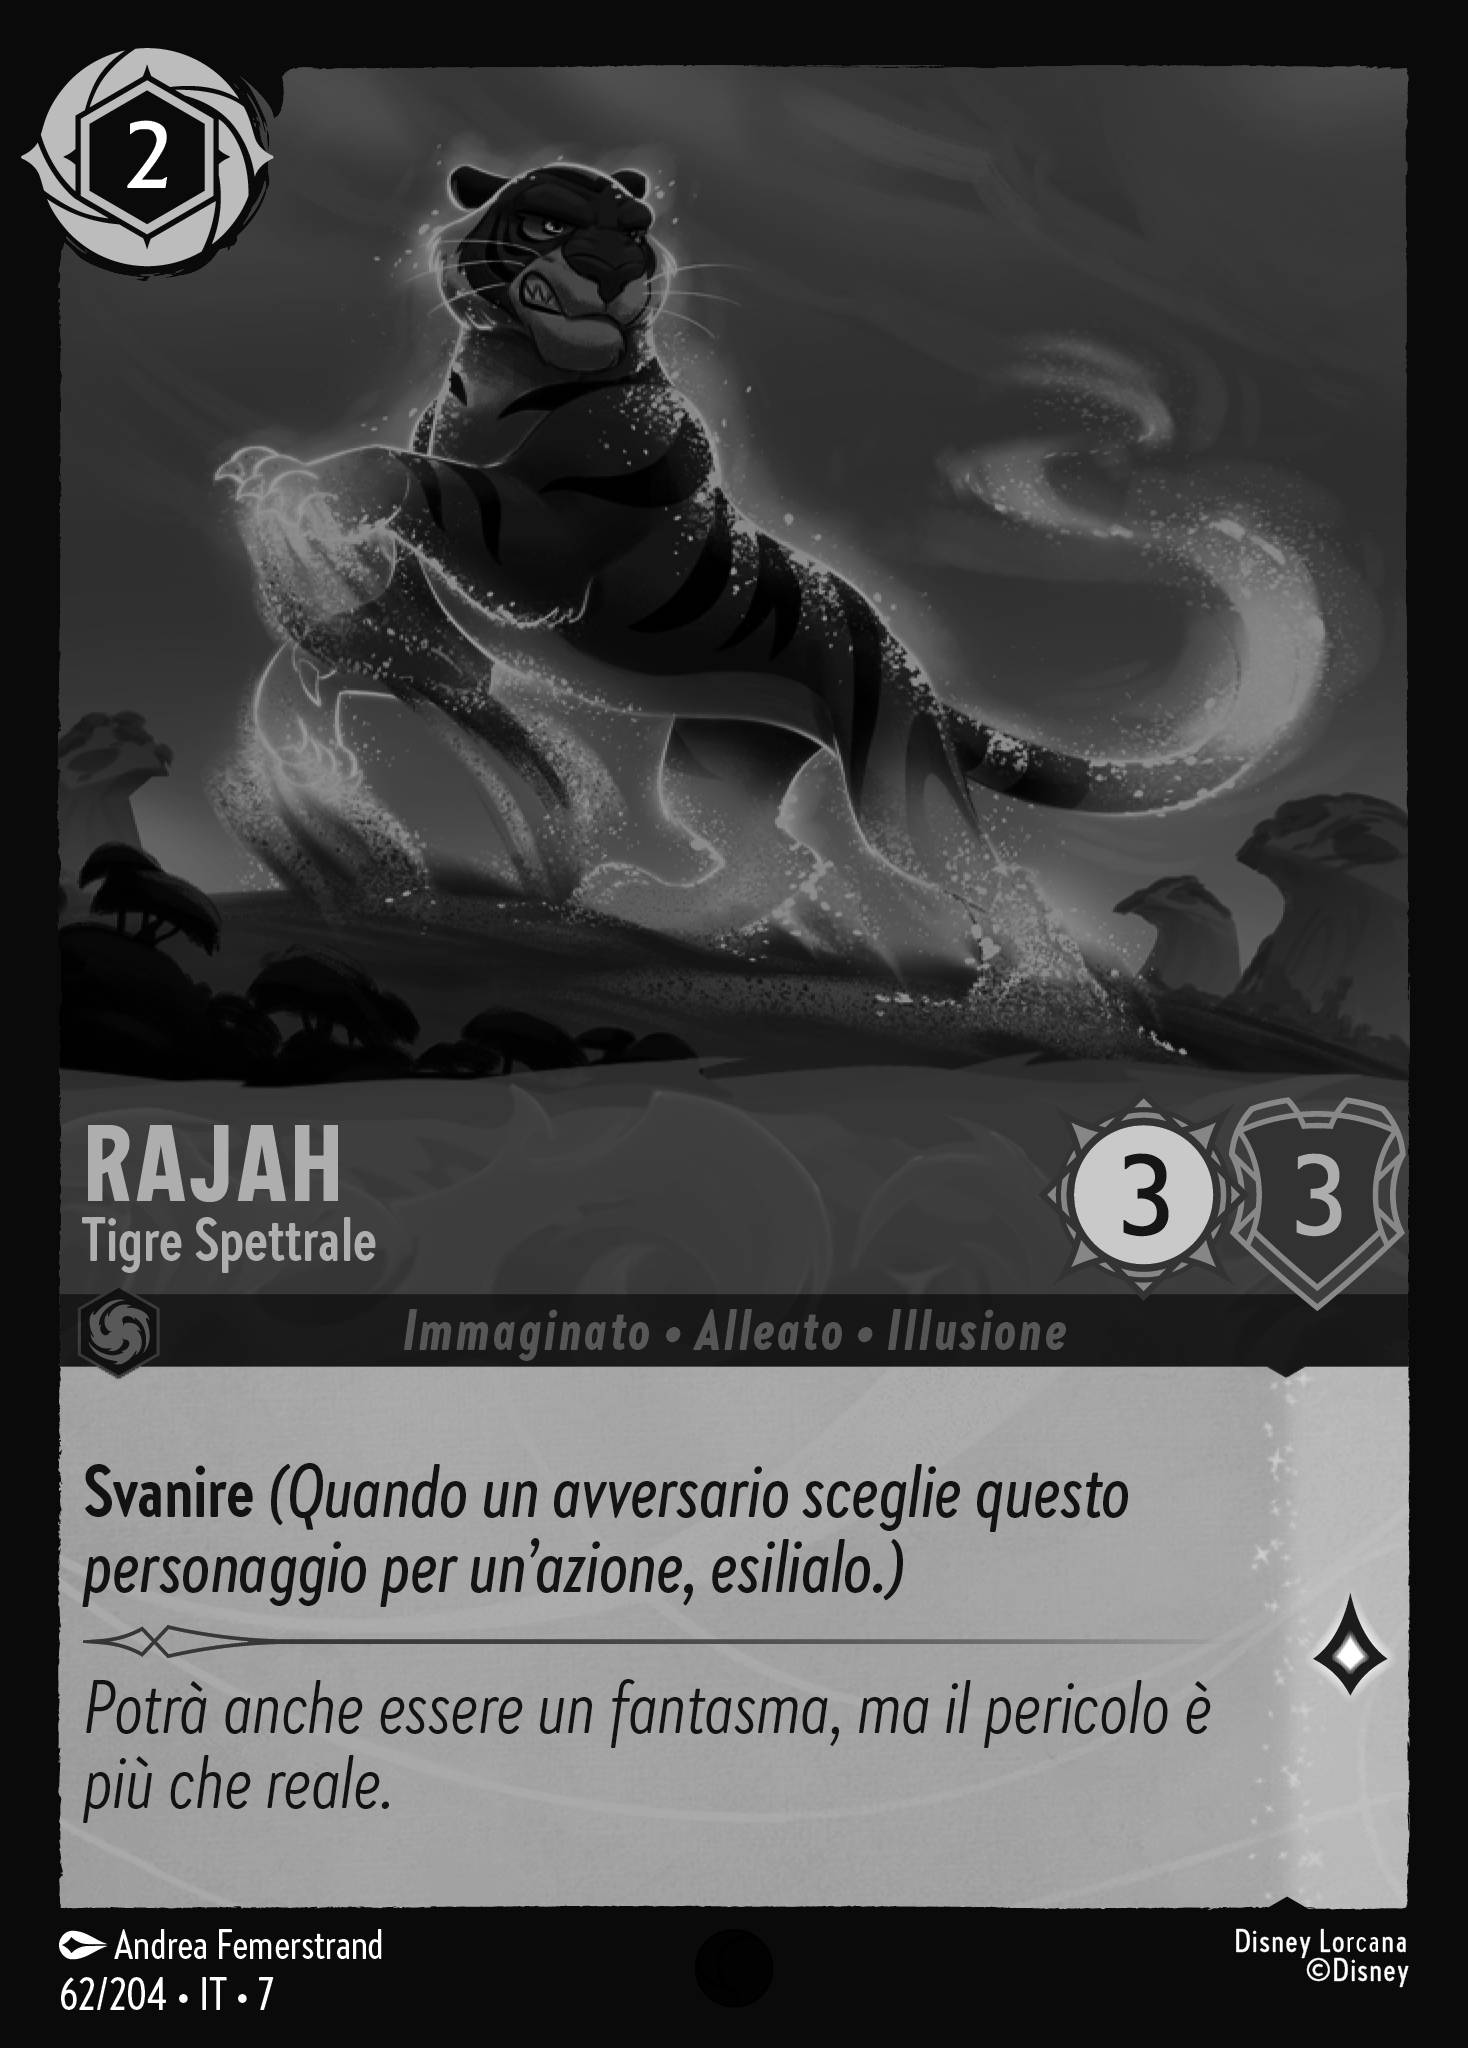 2
RAJAH
Tigre Spettrale
3
3
Immaginato • Alleato • Illusione
Svanire (Quando un avversario sceglie questo
personaggio per un’azione, esilialo.)
Potrà anche essere un fantasma, ma il pericolo è
più che reale.
Andrea Femerstrand
62/204 • IT • 7
Disney Lorcana
©Disney